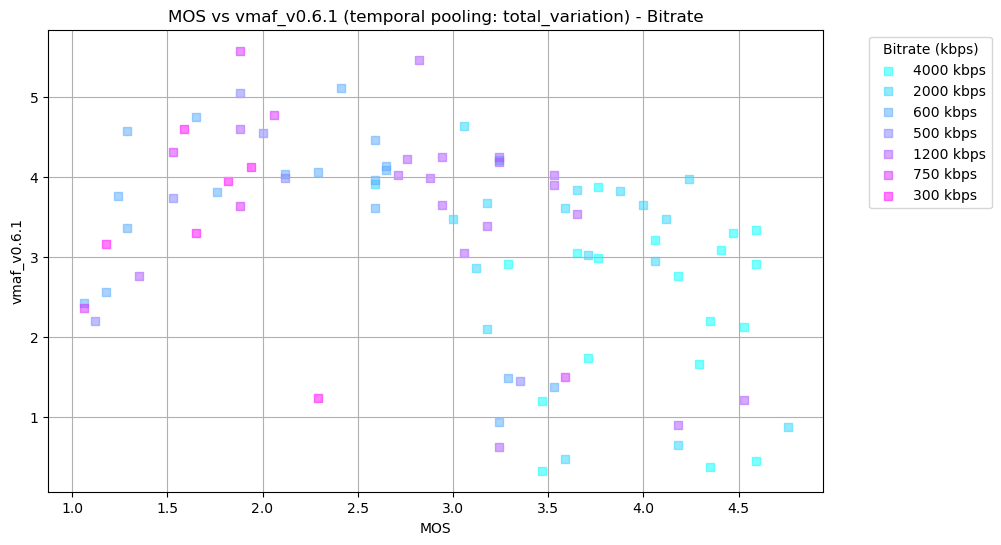 MOS vs vmaf_v0.6.1 (temporal pooling: total_variation) - Bitrate
Bitrate (kbps)
4000 kbps
2000 kbps
600 kbps
500 kbps
1200 kbps
750 kbps
300 kbps
vmaf_v0.6.1
5
4
3
2
1
1.0 1.5 2.0 2.5 3.0 3.5 4.0 4.5
MOS